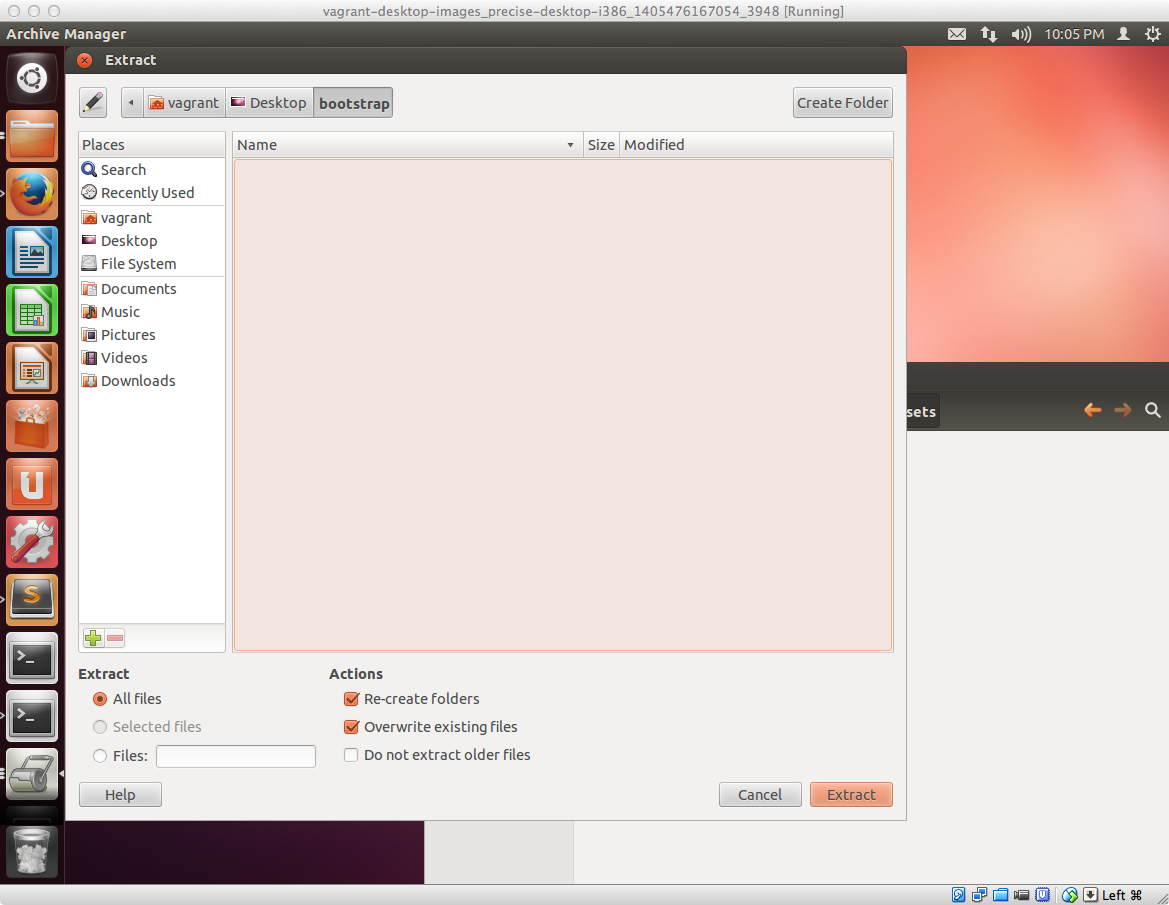 vagrant-desktop-images_precise-desktop-i386_1405476167054_3948 [Running]
Archive Manager
10:05 PM
Extract
vagrant
Desktop
bootstrap
Create Folder
Places
Name
Size
Modified
Search
Recently Used
vagrant
Desktop
File System
Documents
Music
Pictures
Videos
Downloads
sets
Extract
Actions
All files
Re-create folders
Selected files
Overwrite existing files
Files:
Do not extract older files
Help
Cancel
Extract
Left ⌘